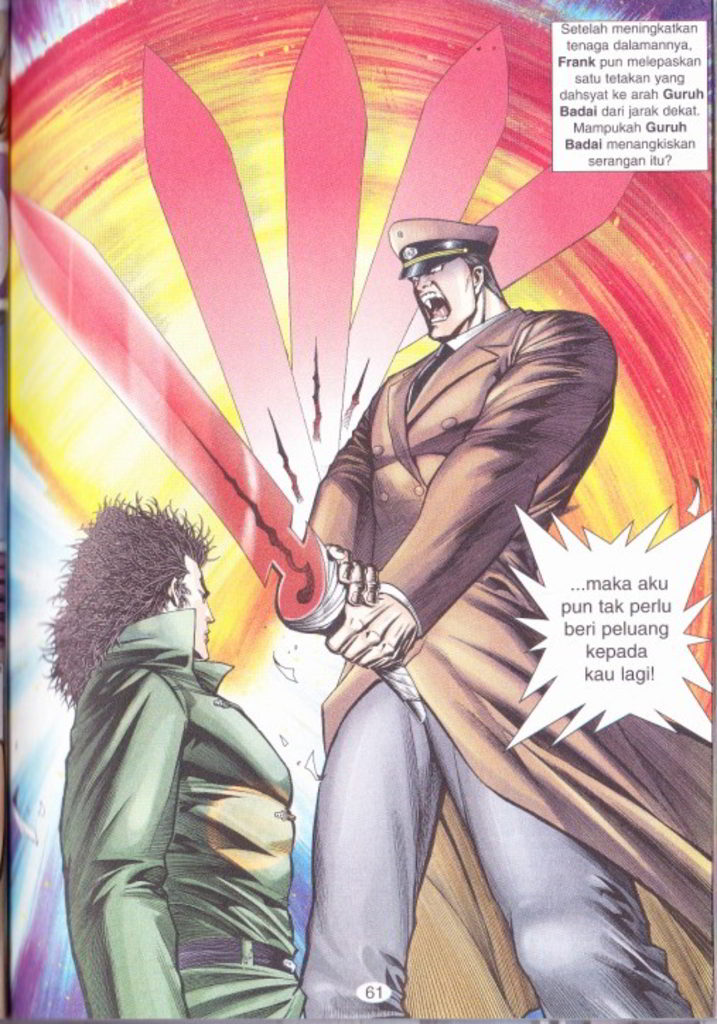 Setelah meningkatkan
tenaga dalamannya,
Frank pun melepaskan
satu tetakan yang
dahsyat ke arah Guruh
Badai dari jarak dekat.
Mampukah Guruh
Badai menangkiskan
serangan itu?
...maka aku
pun tak perlu
beri peluang
kepada
kau lagi!
61